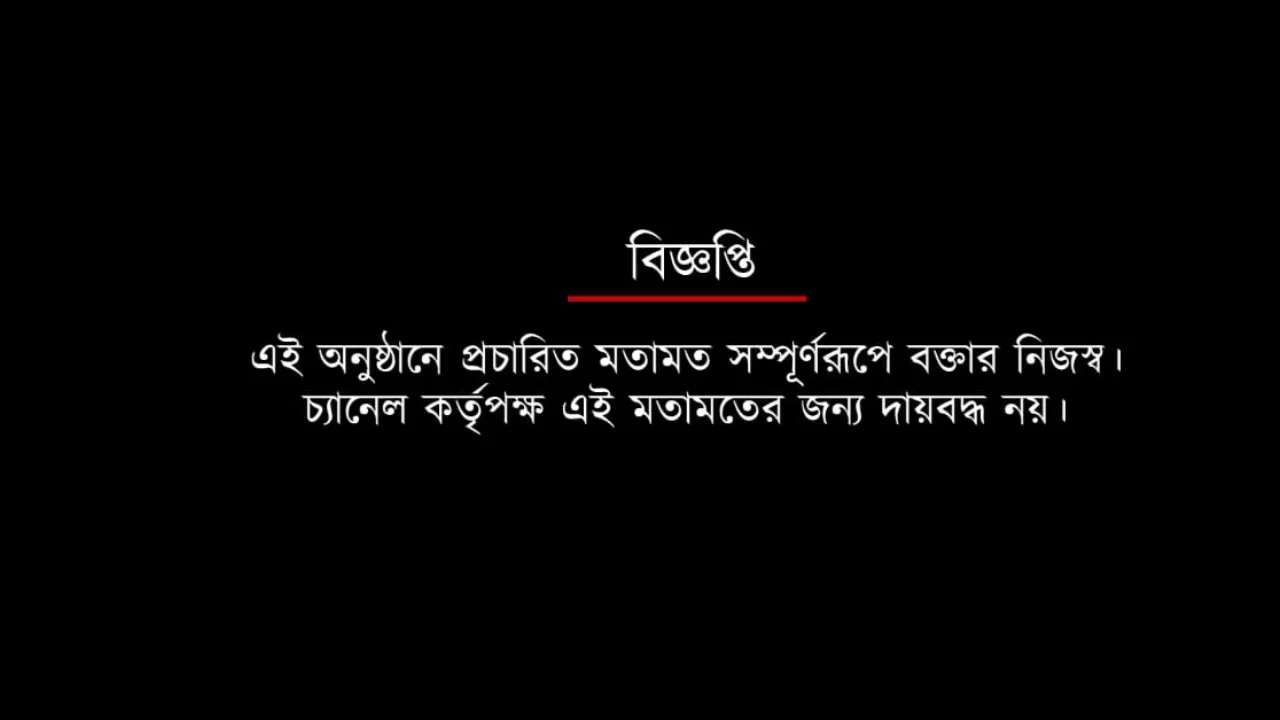 বিজ্ঞপ্তি
এই অনুষ্ঠানে প্রচারিত মতামত সম্পূর্ণরূপে বক্তার নিজস্ব।
চ্যানেল কর্তৃপক্ষ এই মতামতের জন্য দায়বদ্ধ নয়।